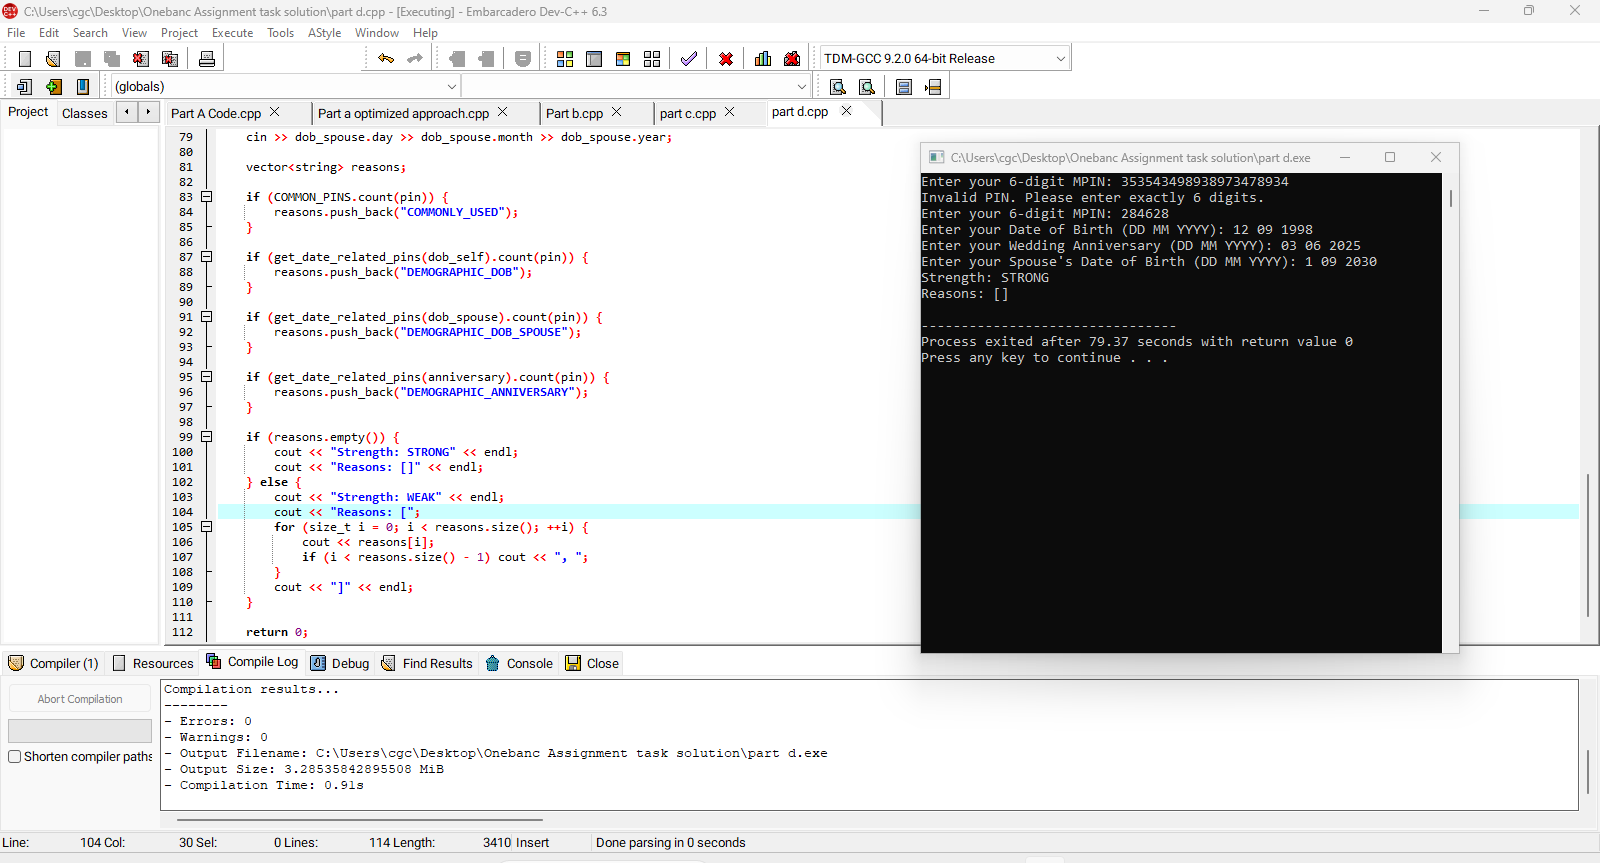 C:\Users\cgc\Desktop\Onebanc Assignment task solution\part d.cpp - [Executing] - Embarcadero Dev-C++ 6.3
File Edit Search View Project Execute Tools AStyle Window Help
TDM-GCC 9.2.0 64-bit Release
(globals)
Project Classes
Part A Code.cpp Part a optimized approach.cpp Part b.cpp part c.cpp part d.cpp
79 cin >> dob_spouse.day >> dob_spouse.month >> dob_spouse.year;
80
81 vector<string> reasons;
82
83 if (COMMON_PINS.count(pin)) {
84 reasons.push_back("COMMONLY_USED");
85 }
86
87 if (get_date_related_pins(dob_self).count(pin)) {
88 reasons.push_back("DEMOGRAPHIC_DOB");
89 }
90
91 if (get_date_related_pins(dob_spouse).count(pin)) {
92 reasons.push_back("DEMOGRAPHIC_DOB_SPOUSE");
93 }
94
95 if (get_date_related_pins(anniversary).count(pin)) {
96 reasons.push_back("DEMOGRAPHIC_ANNIVERSARY");
97 }
98
99 if (reasons.empty()) {
100 cout << "Strength: STRONG" << endl;
101 cout << "Reasons: []" << endl;
102 } else {
103 cout << "Strength: WEAK" << endl;
104 cout << "Reasons: [";
105 for (size_t i = 0; i < reasons.size(); ++i) {
106 cout << reasons[i];
107 if (i < reasons.size() - 1) cout << ", ";
108 }
109 cout << "]" << endl;
110 }
111
112 return 0;
C:\Users\cgc\Desktop\Onebanc Assignment task solution\part d.exe
Enter your 6-digit MPIN: 353543498938973478934
Invalid PIN. Please enter exactly 6 digits.
Enter your 6-digit MPIN: 284628
Enter your Date of Birth (DD MM YYYY): 12 09 1998
Enter your Wedding Anniversary (DD MM YYYY): 03 06 2025
Enter your Spouse's Date of Birth (DD MM YYYY): 1 09 2030
Strength: STRONG
Reasons: []
--------------------------------
Process exited after 79.37 seconds with return value 0
Press any key to continue . . .
Compiler (1) Resources Compile Log Debug Find Results Console Close
Abort Compilation
Shorten compiler paths
Compilation results...
--------
- Errors: 0
- Warnings: 0
- Output Filename: C:\Users\cgc\Desktop\Onebanc Assignment task solution\part d.exe
- Output Size: 3.28535842895508 MiB
- Compilation Time: 0.91s
Line: 104 Col: 30 Sel: 0 Lines: 114 Length: 3410 Insert Done parsing in 0 seconds